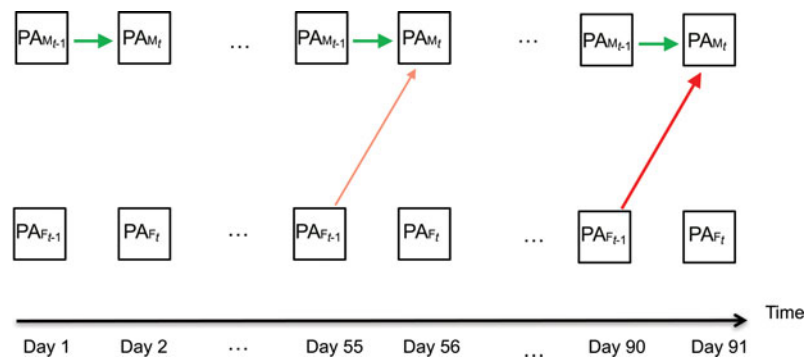 PAMt-1 PAMt ... PAMt-1 PAMt ... PAMt-1 PAMt
PAFt-1 PAFt ... PAFt-1 PAFt ... PAFt-1 PAFt
Time
Day 1 Day 2 ... Day 55 Day 56 ... Day 90 Day 91